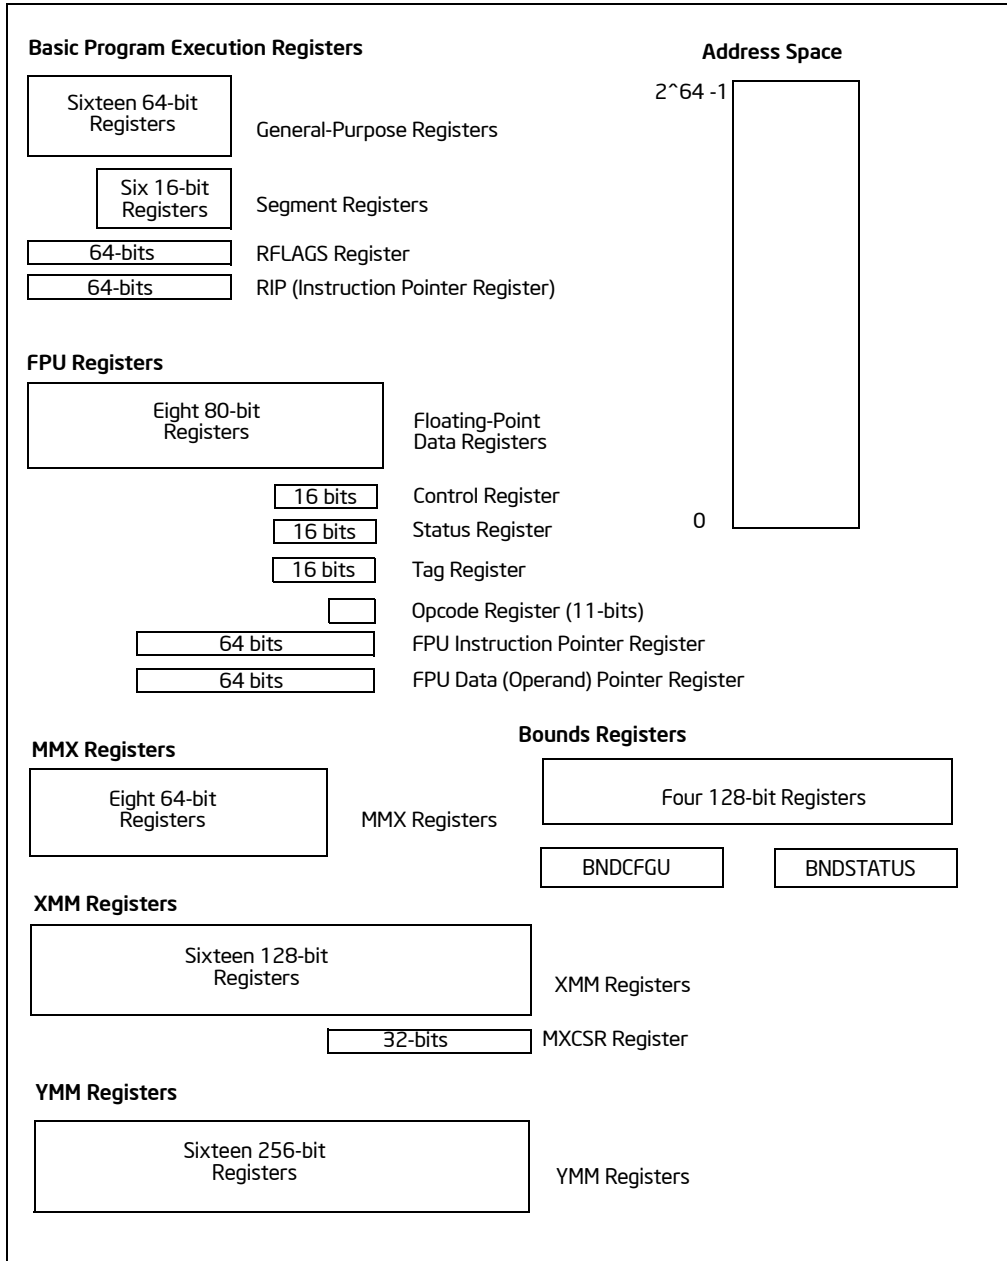 Basic Program Execution Registers
Address Space
2^64 -1
Sixteen 64-bit
Registers
General-Purpose Registers
Six 16-bit
Registers
Segment Registers
64-bits
RFLAGS Register
64-bits
RIP (Instruction Pointer Register)
0
FPU Registers
Eight 80-bit
Registers
Floating-Point
Data Registers
16 bits
Control Register
16 bits
Status Register
16 bits
Tag Register
Opcode Register (11-bits)
64 bits
FPU Instruction Pointer Register
64 bits
FPU Data (Operand) Pointer Register
MMX Registers
Eight 64-bit
Registers
MMX Registers
Bounds Registers
Four 128-bit Registers
BNDCFGU
BNDSTATUS
XMM Registers
Sixteen 128-bit
Registers
XMM Registers
32-bits
MXCSR Register
YMM Registers
Sixteen 256-bit
Registers
YMM Registers